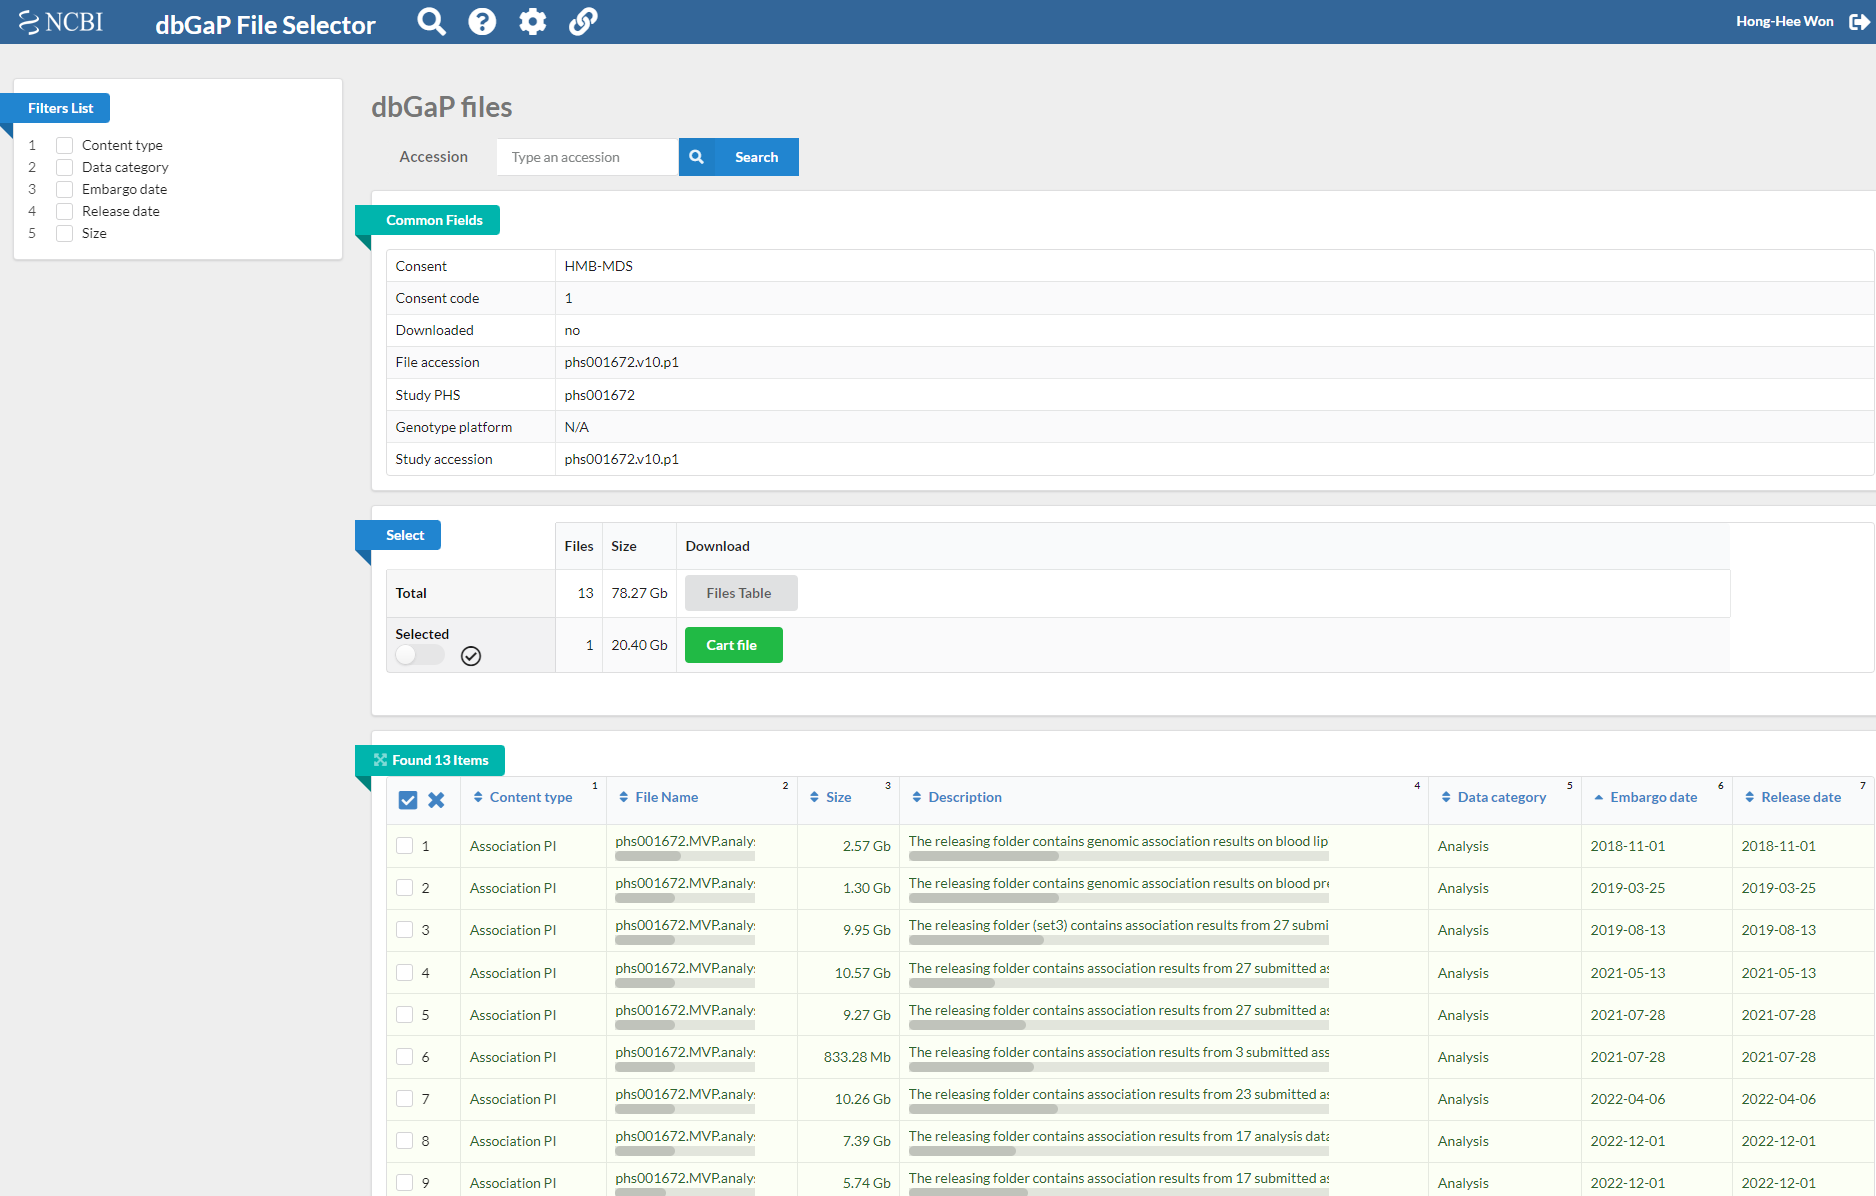 NCBI dbGaP File Selector Hong-Hee Won
Filters List
1 Content type
2 Data category
3 Embargo date
4 Release date
5 Size
dbGaP files
Accession Type an accession Search
Common Fields
Consent HMB-MDS
Consent code 1
Downloaded no
File accession phs001672.v10.p1
Study PHS phs001672
Genotype platform N/A
Study accession phs001672.v10.p1
Select Files Size Download
Total 13 78.27 Gb Files Table
Selected 1 20.40 Gb Cart file
Found 13 Items
Content type 1 File Name 2 Size 3 Description 4 Data category 5 Embargo date 6 Release date 7
1 Association PI phs001672.MVP.analy 2.57 Gb The releasing folder contains genomic association results on blood lip Analysis 2018-11-01 2018-11-01
2 Association PI phs001672.MVP.analy 1.30 Gb The releasing folder contains genomic association results on blood pre Analysis 2019-03-25 2019-03-25
3 Association PI phs001672.MVP.analy 9.95 Gb The releasing folder (set3) contains association results from 27 submi Analysis 2019-08-13 2019-08-13
4 Association PI phs001672.MVP.analy 10.57 Gb The releasing folder contains association results from 27 submitted as Analysis 2021-05-13 2021-05-13
5 Association PI phs001672.MVP.analy 9.27 Gb The releasing folder contains association results from 27 submitted as Analysis 2021-07-28 2021-07-28
6 Association PI phs001672.MVP.analy 833.28 Mb The releasing folder contains association results from 3 submitted ass Analysis 2021-07-28 2021-07-28
7 Association PI phs001672.MVP.analy 10.26 Gb The releasing folder contains association results from 23 submitted as Analysis 2022-04-06 2022-04-06
8 Association PI phs001672.MVP.analy 7.39 Gb The releasing folder contains association results from 17 analysis data Analysis 2022-12-01 2022-12-01
9 Association PI phs001672.MVP.analy 5.74 Gb The releasing folder contains association results from 17 submitted as Analysis 2022-12-01 2022-12-01